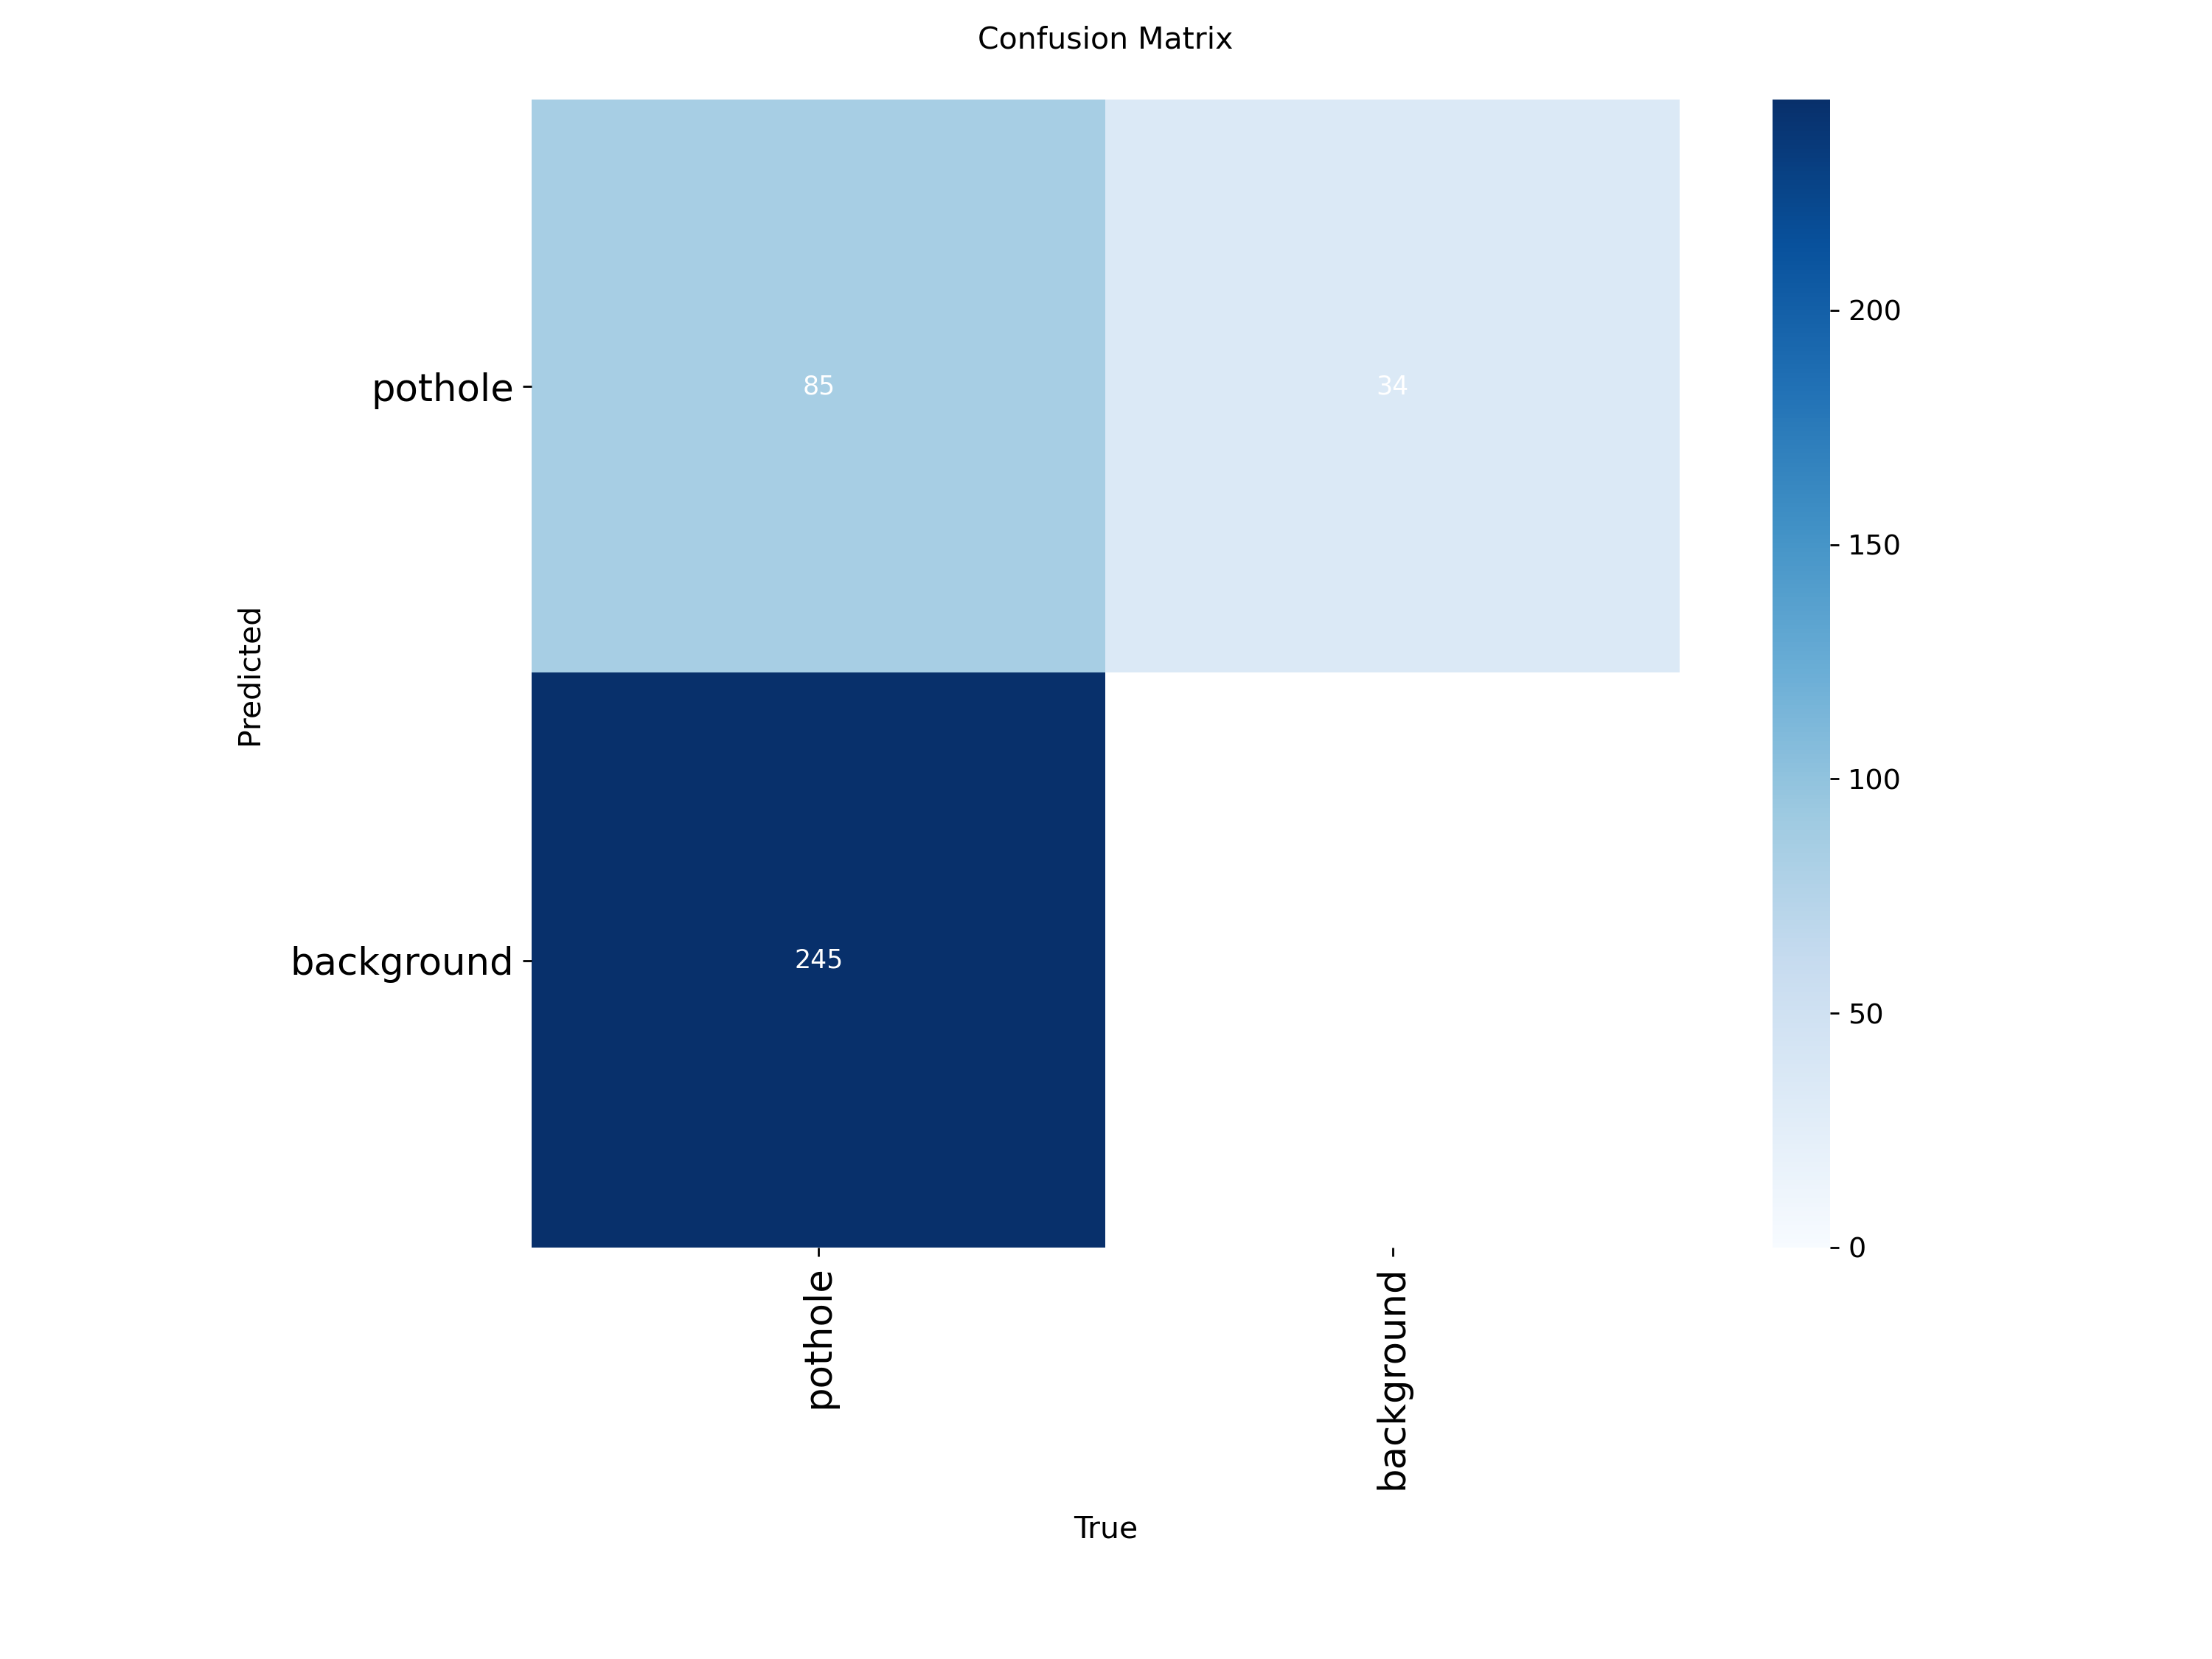 Confusion Matrix
pothole
85
34
200
150
100
50
0
Predicted
background
245
pothole
background
True